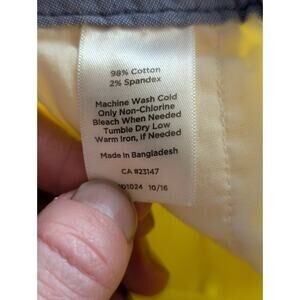 98% Cotton
2% Spandex
Machine Wash Cold
Only Non-Chlorine
Bleach When Needed
Tumble Dry Low
Warm Iron, if Needed
Made in Bangladesh
CA #23147
10/16